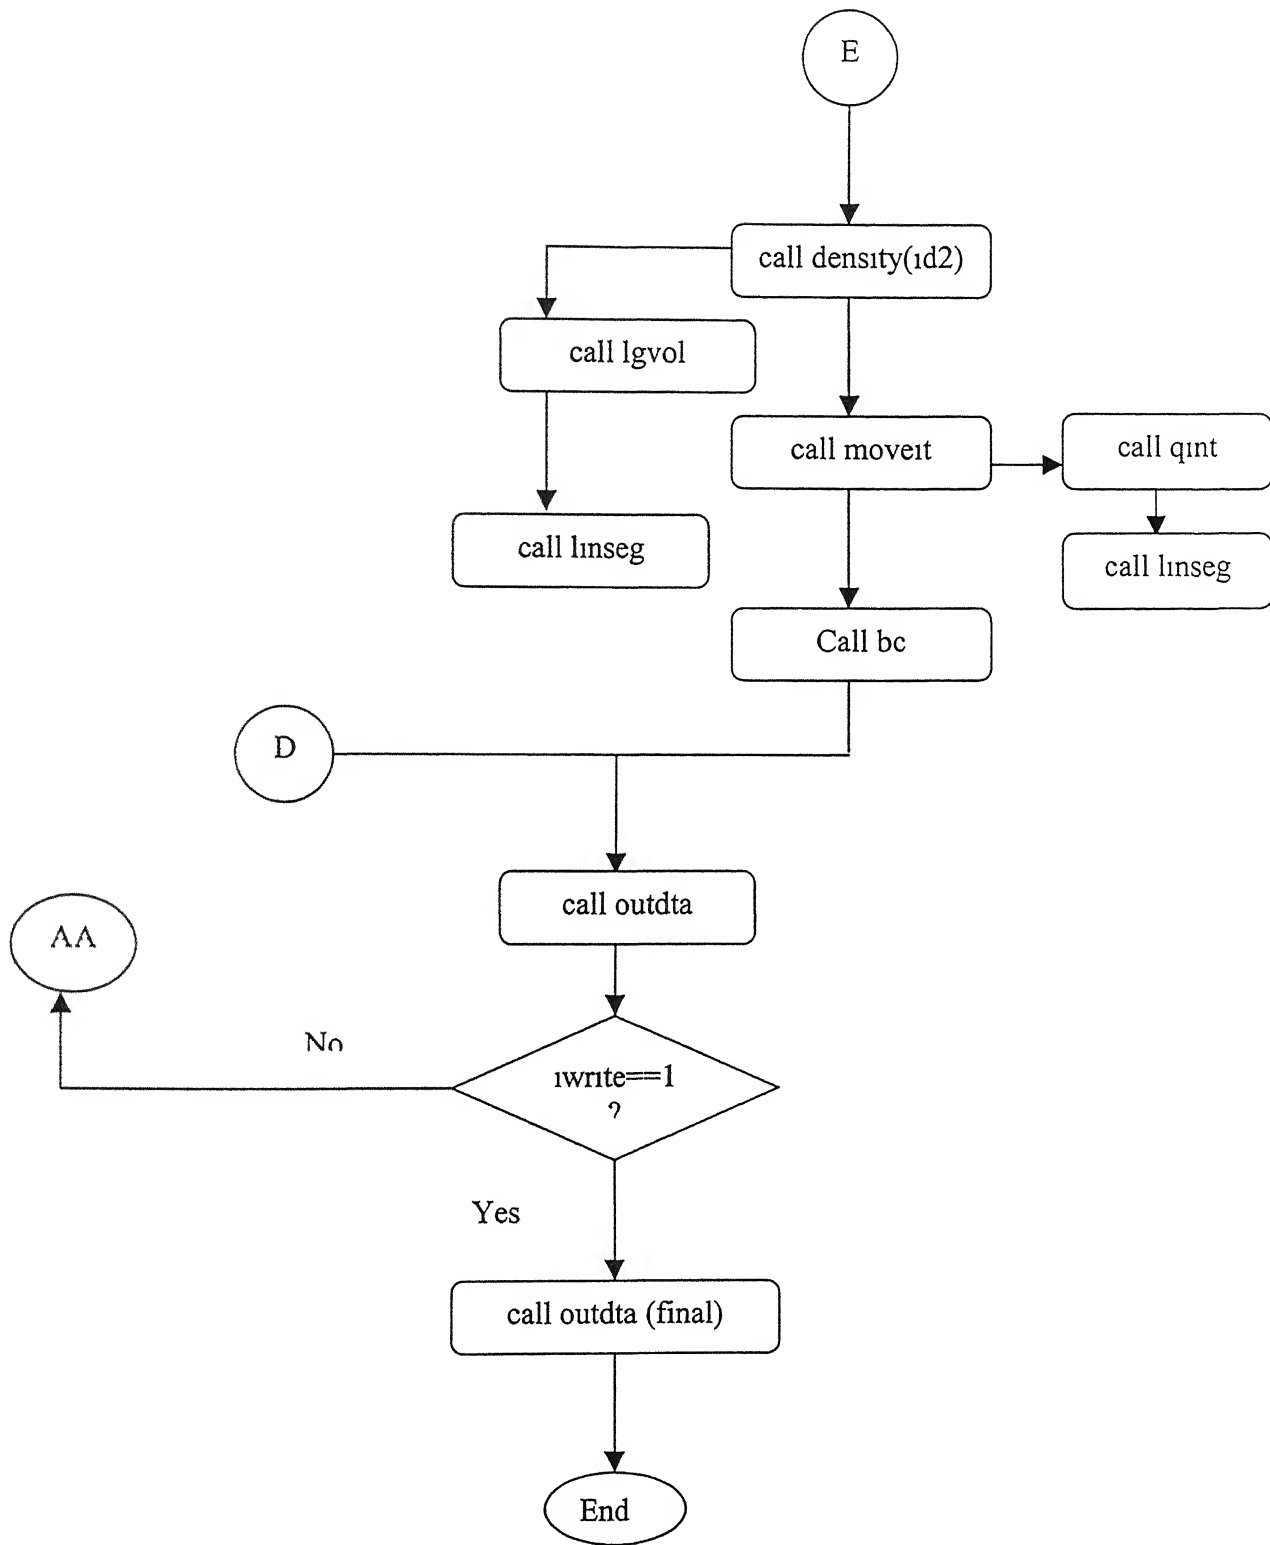 E
call density(id2)
call lgvol
call moveit
call qint
call linseg
call linseg
Call bc
D
call outdta
AA
No
iwrite==1
?
Yes
call outdta (final)
End